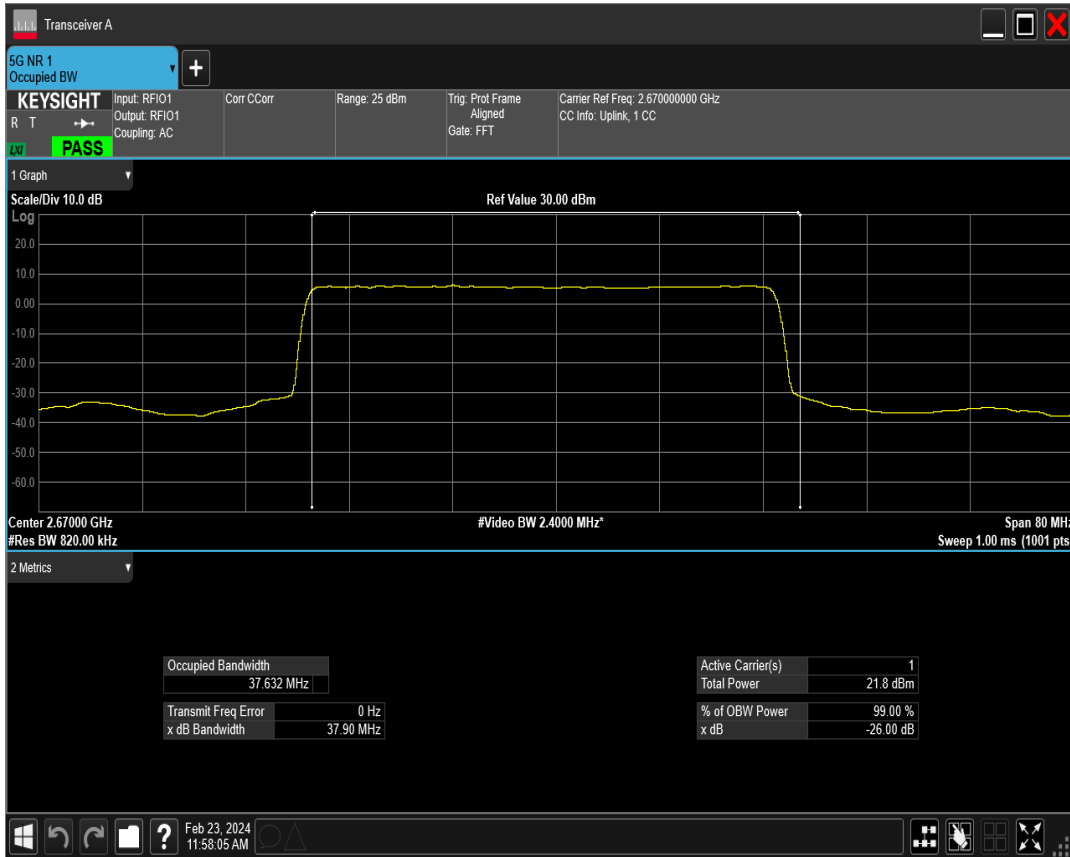 Transceiver A
5G NR 1
Occupied BW
+
KEYSIGHT
R T
LXI
PASS
Input: RFIO1
Output: RFIO1
Coupling: AC
Corr CCorr
Range: 25 dBm
Trig: Prot Frame
Aligned
Gate: FFT
Carrier Ref Freq: 2.670000000 GHz
CC Info: Uplink, 1 CC
1 Graph
Scale/Div 10.0 dB
Ref Value 30.00 dBm
Log
20.0
10.0
0.00
-10.0
-20.0
-30.0
-40.0
-50.0
-60.0
Center 2.67000 GHz
#Video BW 2.4000 MHz*
Span 80 MHz
#Res BW 820.00 kHz
Sweep 1.00 ms (1001 pts
2 Metrics
Occupied Bandwidth
37.632 MHz
Transmit Freq Error 0 Hz
x dB Bandwidth 37.90 MHz
Active Carrier(s) 1
Total Power 21.8 dBm
% of OBW Power 99.00 %
x dB -26.00 dB
?
Feb 23, 2024
11:58:05 AM